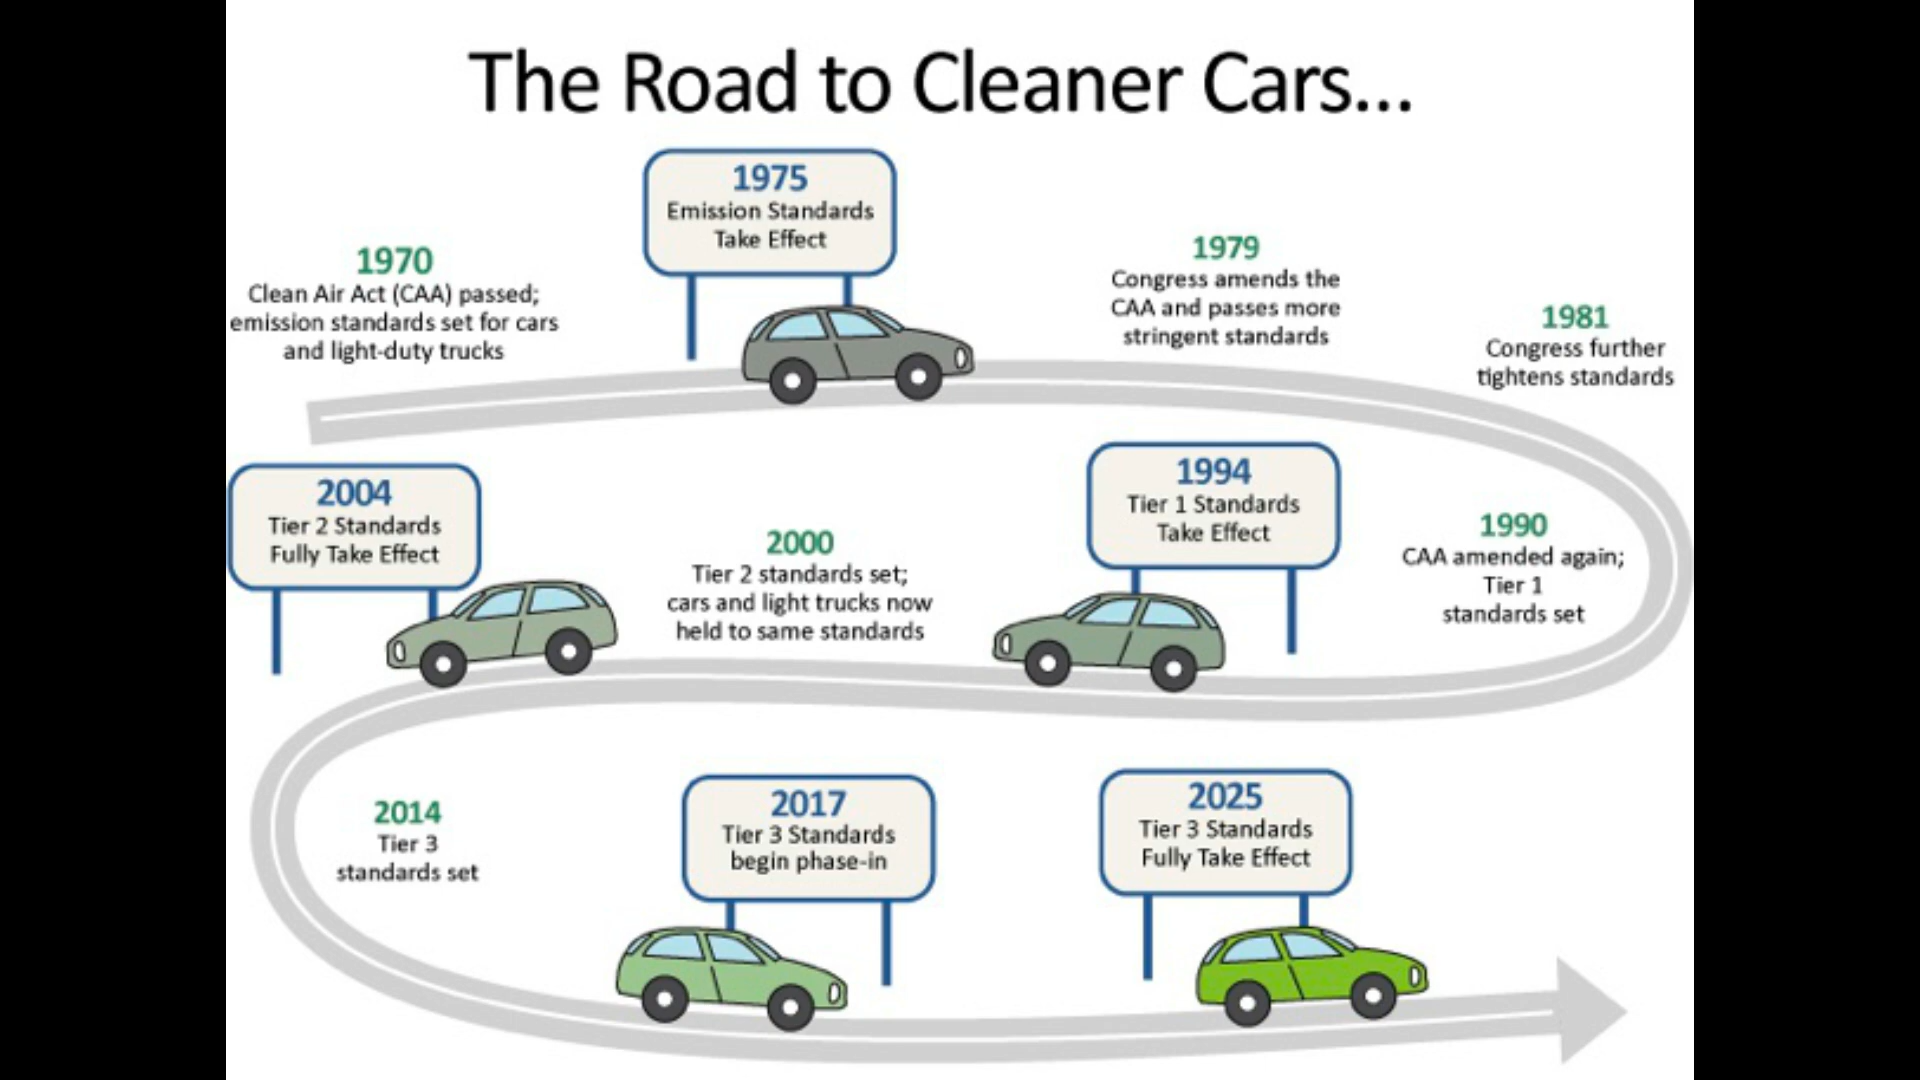 The Road to Cleaner Cars...
1970
Clean Air Act (CAA) passed;
emission standards set for cars
and light-duty trucks
1975
Emission Standards
Take Effect
1979
Congress amends the
CAA and passes more
stringent standards
1981
Congress further
tightens standards
1990
CAA amended again;
Tier 1
standards set
1994
Tier 1 Standards
Take Effect
2000
Tier 2 standards set;
cars and light trucks now
held to same standards
2004
Tier 2 Standards
Fully Take Effect
2014
Tier 3
standards set
2017
Tier 3 Standards
begin phase-in
2025
Tier 3 Standards
Fully Take Effect